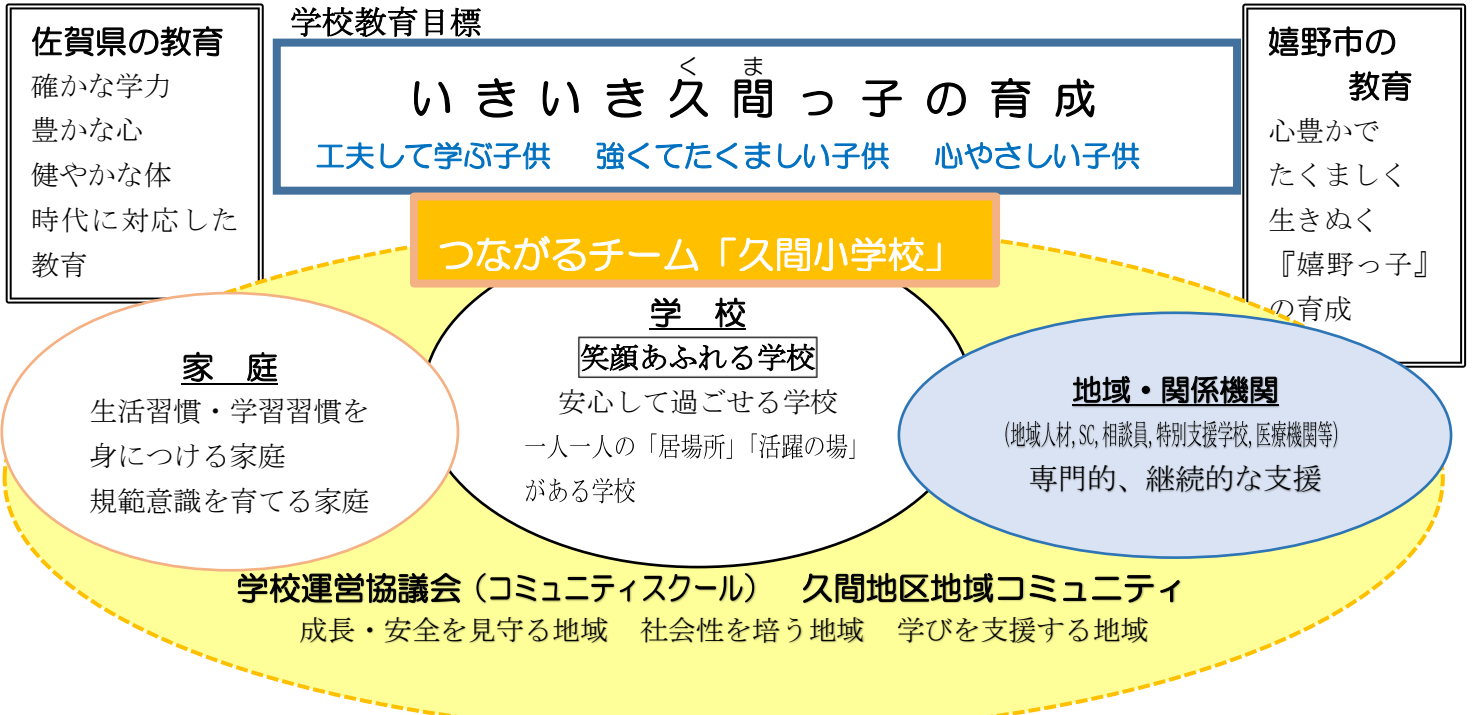 学校教育目標
いきいき久間っ子の育成
く ま
工夫して学ぶ子供 強くてたくましい子供 心やさしい子供
佐賀県の教育
確かな学力
豊かな心
健やかな体
時代に対応した
教育
嬉野市の
教育
心豊かで
たくましく
生きぬく
『嬉野っ子』
の育成
つながるチーム「久間小学校」
家 庭
生活習慣・学習習慣を
身につける家庭
規範意識を育てる家庭
学 校
笑顔あふれる学校
安心して過ごせる学校
一人一人の「居場所」「活躍の場」
がある学校
地域・関係機関
(地域人材, SC, 相談員, 特別支援学校, 医療機関等)
専門的、継続的な支援
学校運営協議会(コミュニティスクール) 久間地区地域コミュニティ
成長・安全を見守る地域 社会性を培う地域 学びを支援する地域